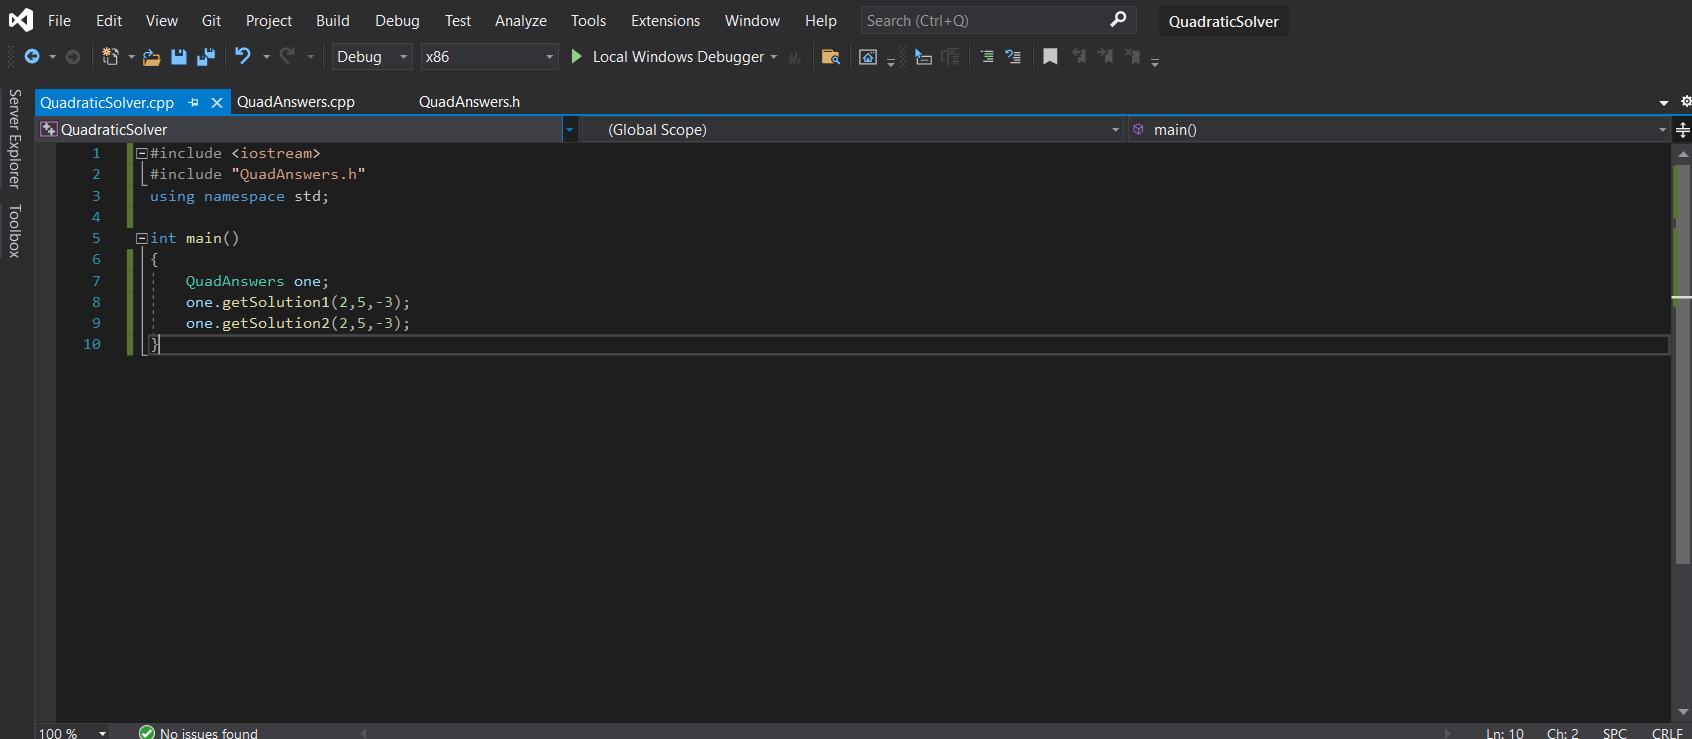 File Edit View Git Project Build Debug Test Analyze Tools Extensions Window Help Search (Ctrl+Q) QuadraticSolver
Debug x86 Local Windows Debugger
Server Explorer
Toolbox
QuadraticSolver.cpp QuadAnswers.cpp QuadAnswers.h
QuadraticSolver (Global Scope) main()
1 #include <iostream>
2 #include "QuadAnswers.h"
3 using namespace std;
4
5 int main()
6 {
7 QuadAnswers one;
8 one.getSolution1(2,5,-3);
9 one.getSolution2(2,5,-3);
10 }
100 % No issues found Ln: 10 Ch: 2 SPC CRLF